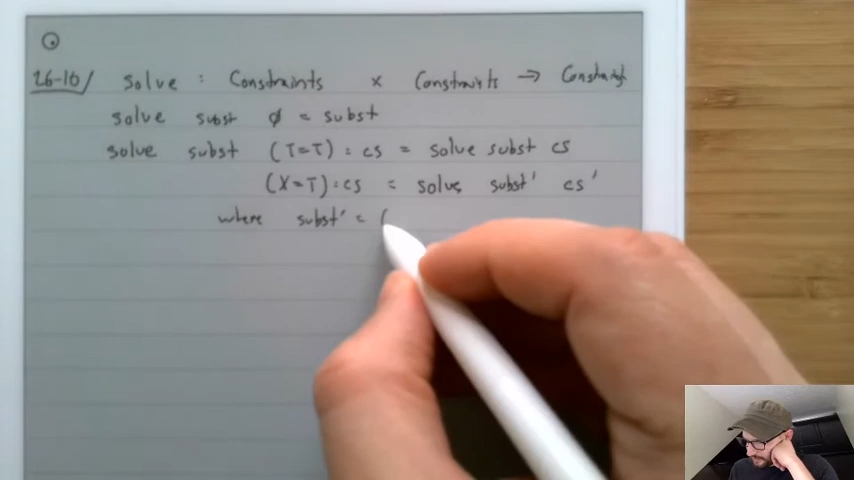 26-10/ solve : Constraints × Constraints → Constraints
solve subst ∅ = subst
solve subst (T=T) : cs = solve subst cs
(X=T) : cs = solve subst' cs'
where subst' = (